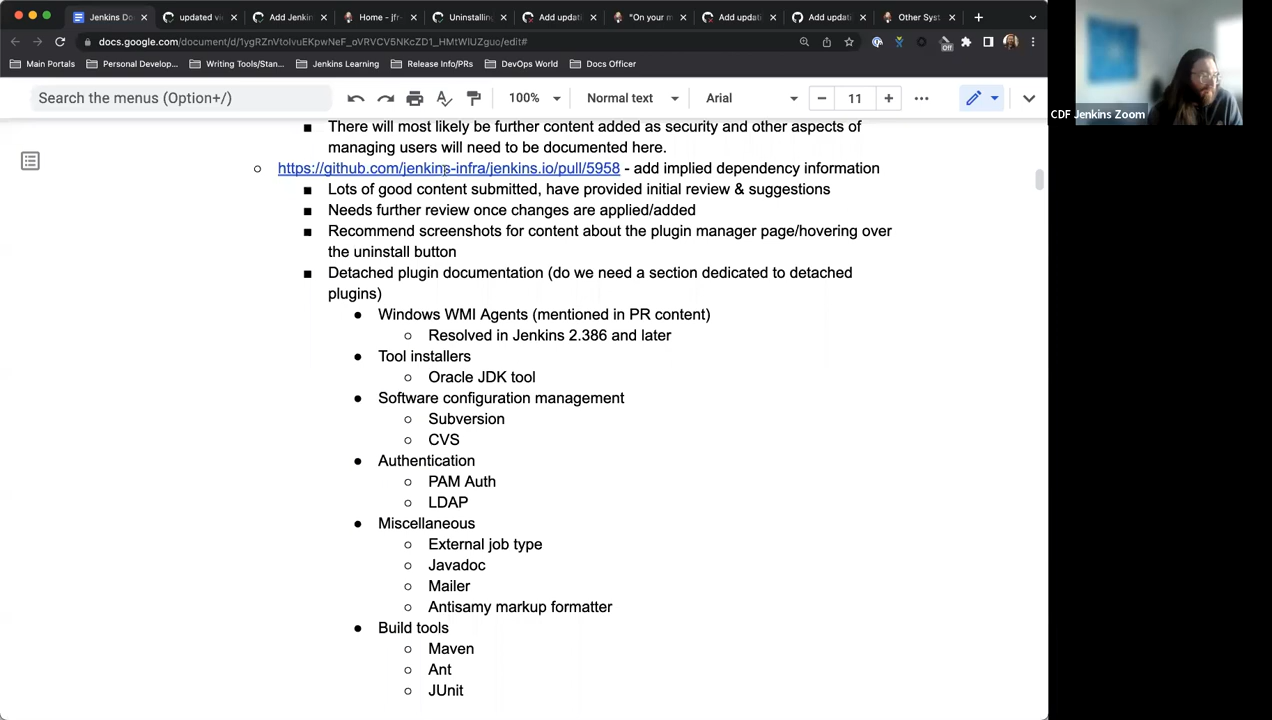 Jenkins Do
updated vi
Add Jenkin
Home - jfr-
Uninstallin
Add updati
"On your m
Add updati
Add updati
Other Syst
docs.google.com/document/d/
Off
Main Portals
Personal Develop...
Writing Tools/Stan...
Jenkins Learning
Release Info/PRs
DevOps World
Docs Officer
Search the menus (Option+/)
100%
Normal text
Arial
11
There will most likely be further content added as security and other aspects of
managing users will need to be documented here.
https://github.com/jenkins-infra/jenkins.io/pull/5958 - add implied dependency information
Lots of good content submitted, have provided initial review & suggestions
Needs further review once changes are applied/added
Recommend screenshots for content about the plugin manager page/hovering over
the uninstall button
Detached plugin documentation (do we need a section dedicated to detached
plugins)
Windows WMI Agents (mentioned in PR content)
Resolved in Jenkins 2.386 and later
Tool installers
Oracle JDK tool
Software configuration management
Subversion
CVS
Authentication
PAM Auth
LDAP
Miscellaneous
External job type
Javadoc
Mailer
Antisamy markup formatter
Build tools
Maven
Ant
JUnit
CDF Jenkins Zoom